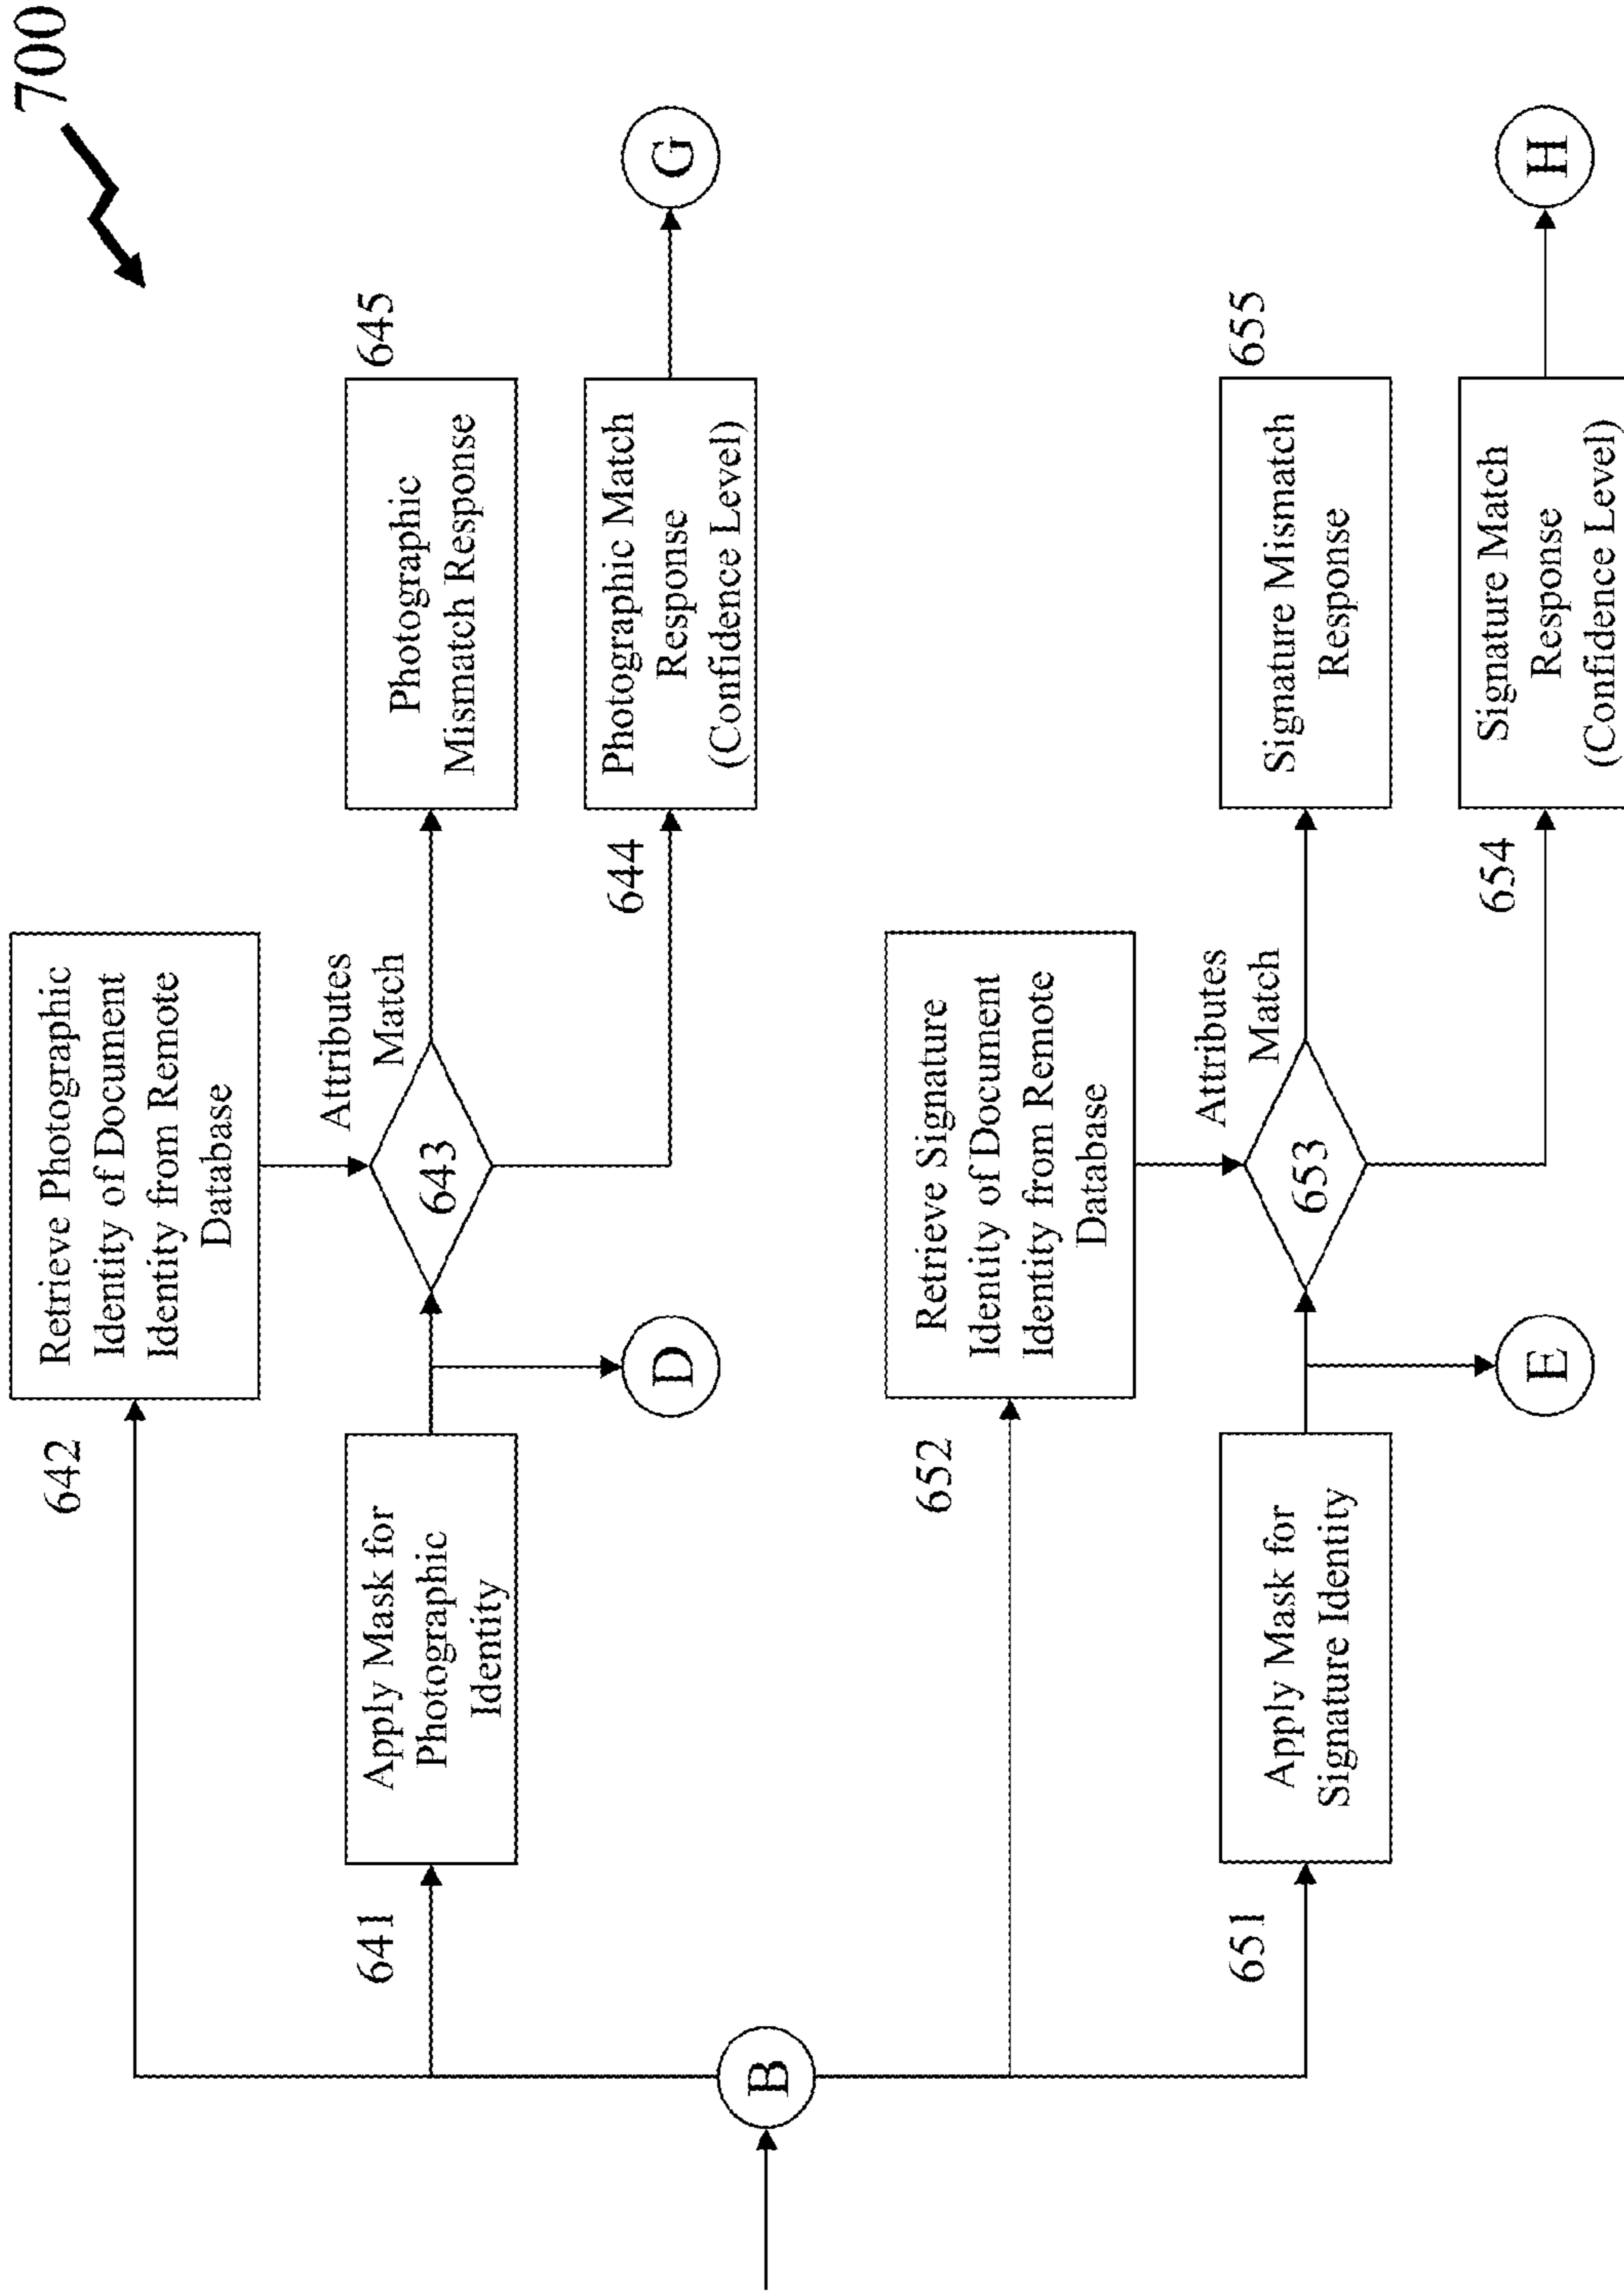 700
642
Retrieve Photographic
Identity of Document
Identity from Remote
Database
641
Apply Mask for
Photographic
Identity
Attributes
Match
643
645
Photographic
Mismatch Response
D
644
Photographic Match
Response
(Confidence Level)
G
B
652
Retrieve Signature
Identity of Document
Identity from Remote
Database
651
Apply Mask for
Signature Identity
Attributes
Match
653
655
Signature Mismatch
Response
E
654
Signature Match
Response
(Confidence Level)
H